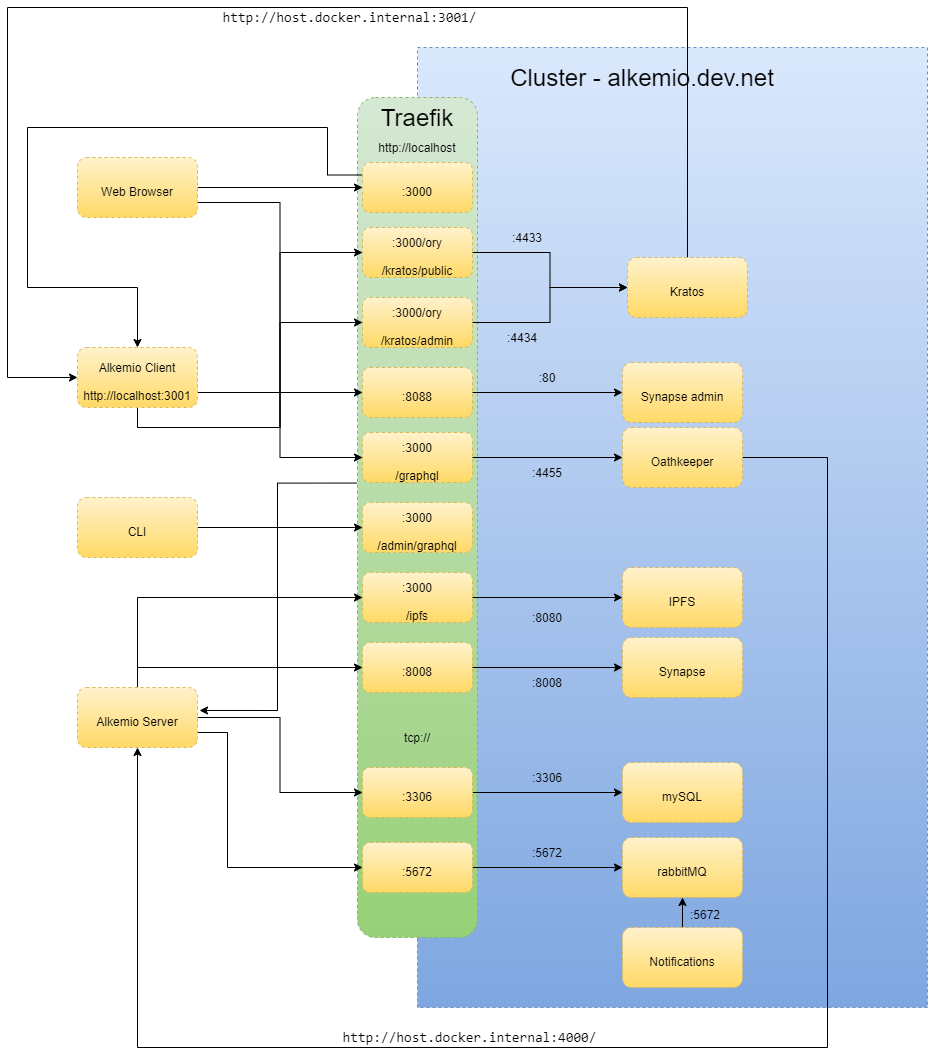 http://host.docker.internal:3001/
Cluster - alkemio.dev.net
Traefik
http://localhost
Web Browser
:3000
:3000/ory
/kratos/public
:4433
Kratos
:3000/ory
/kratos/admin
:4434
Alkemio Client
http://localhost:3001
:8088
:80
Synapse admin
:3000
/graphql
:4455
Oathkeeper
CLI
:3000
/admin/graphql
:3000
/ipfs
:8080
IPFS
:8008
:8008
Synapse
Alkemio Server
tcp://
:3306
:3306
mySQL
:5672
:5672
rabbitMQ
:5672
Notifications
http://host.docker.internal:4000/